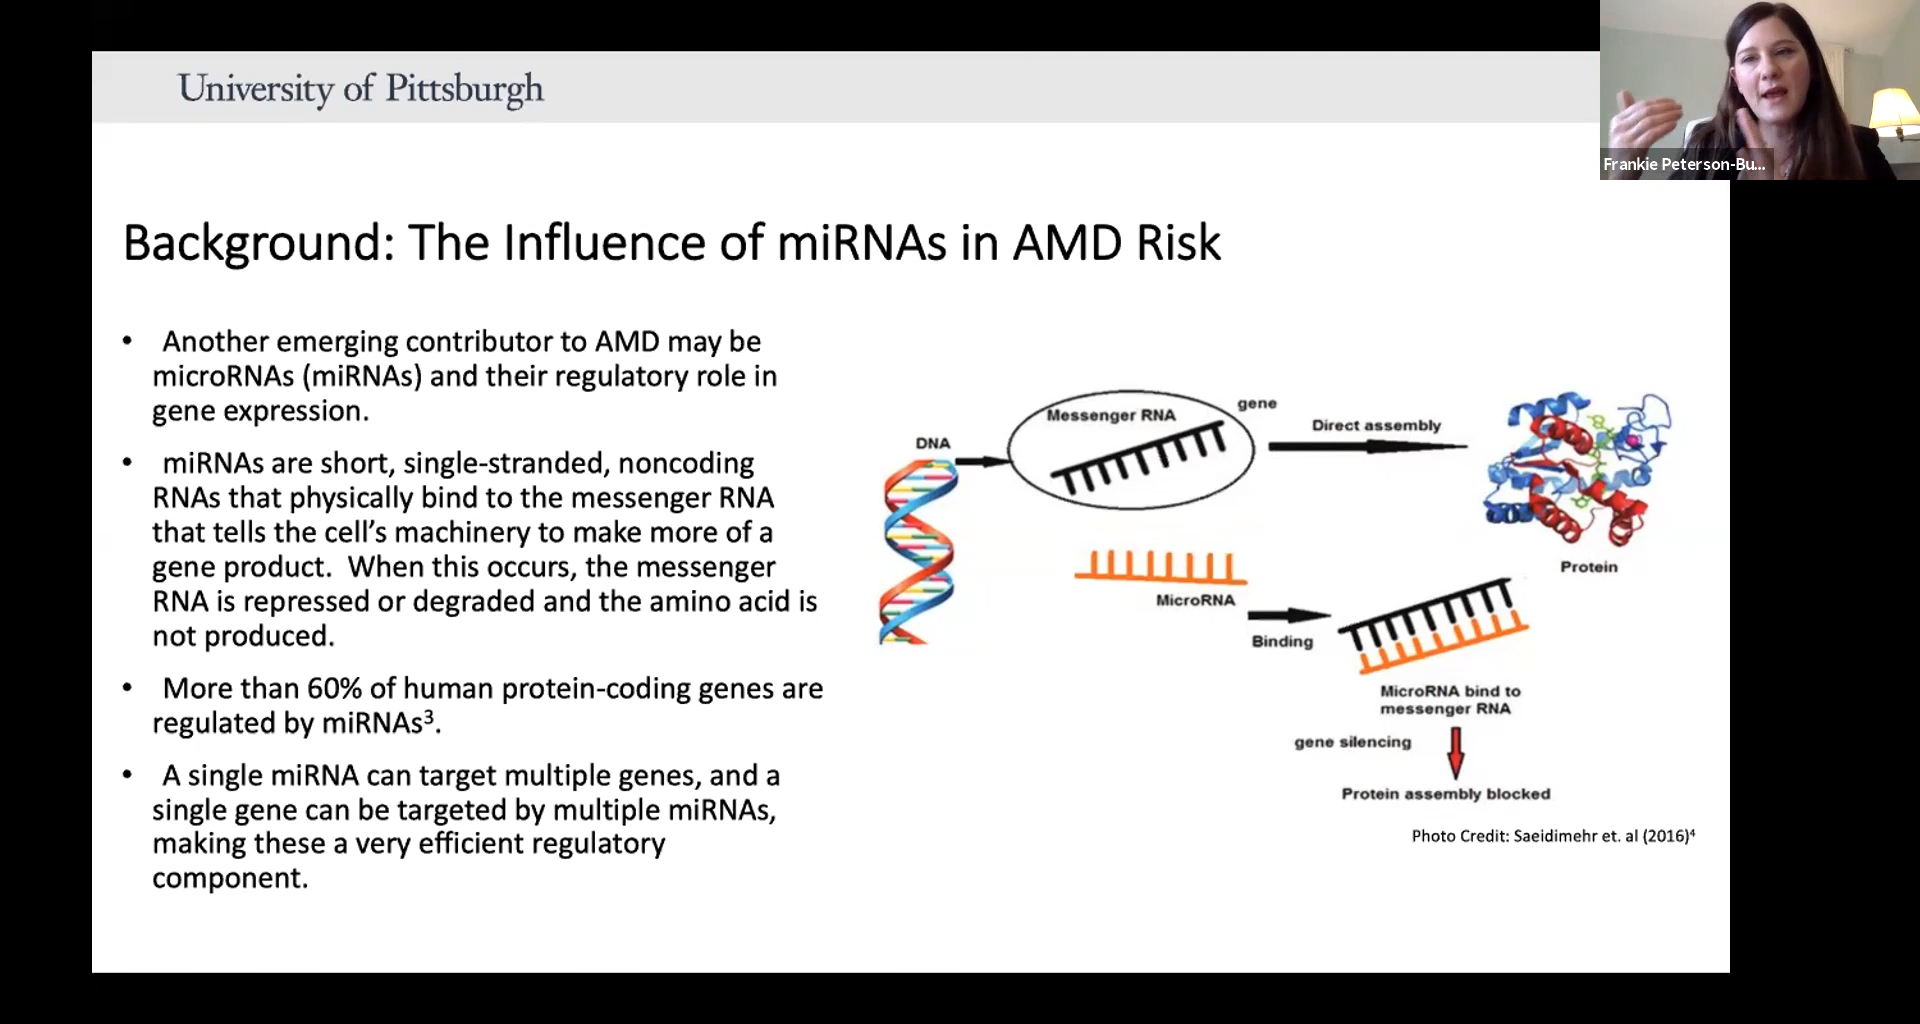 University of Pittsburgh
Frankie Peterson-Bu...
Background: The Influence of miRNAs in AMD Risk
• Another emerging contributor to AMD may be
microRNAs (miRNAs) and their regulatory role in
gene expression.
• miRNAs are short, single-stranded, noncoding
RNAs that physically bind to the messenger RNA
that tells the cell’s machinery to make more of a
gene product.  When this occurs, the messenger
RNA is repressed or degraded and the amino acid is
not produced.
• More than 60% of human protein-coding genes are
regulated by miRNAs³.
• A single miRNA can target multiple genes, and a
single gene can be targeted by multiple miRNAs,
making these a very efficient regulatory
component.
DNA
Messenger RNA
gene
Direct assembly
Protein
MicroRNA
Binding
MicroRNA bind to
messenger RNA
gene silencing
Protein assembly blocked
Photo Credit: Saeidimehr et. al (2016)⁴